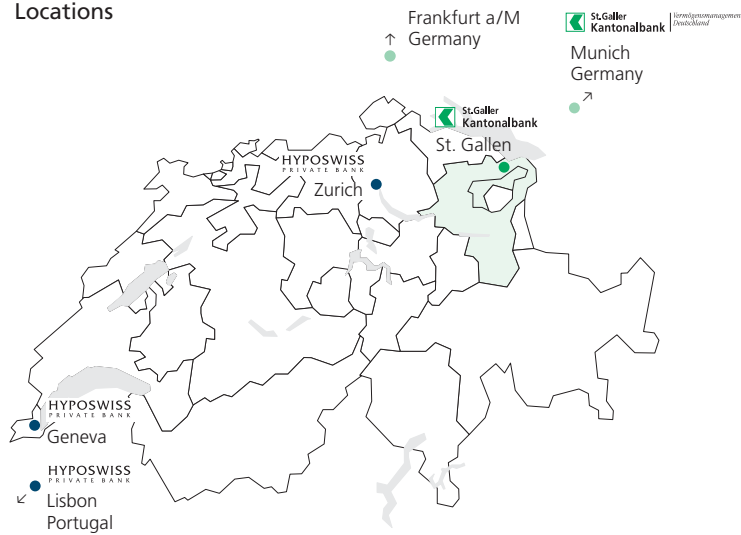 Locations
Frankfurt a/M
Germany
St.Galler
Kantonalbank
Vermögensmanagemen
Deutschland
Munich
Germany
St.Galler
Kantonalbank
St. Gallen
HYPOSWISS
PRIVATE BANK
Zurich
HYPOSWISS
PRIVATE BANK
Geneva
HYPOSWISS
PRIVATE BANK
Lisbon
Portugal